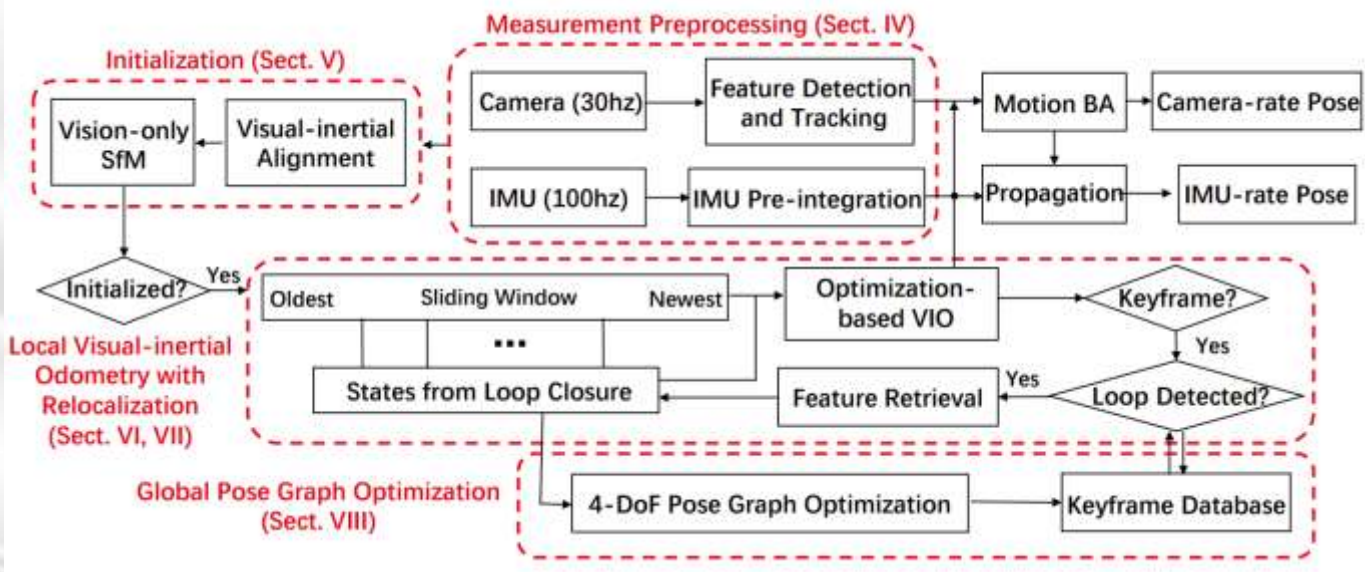 Measurement Preprocessing (Sect. IV)
Initialization (Sect. V)
Vision-only
SfM
Visual-inertial
Alignment
Camera (30hz)
Feature Detection
and Tracking
Motion BA
Camera-rate Pose
IMU (100hz)
IMU Pre-integration
Propagation
IMU-rate Pose
Initialized?
Yes
Oldest
Sliding Window
Newest
...
Optimization-
based VIO
Keyframe?
Yes
Local Visual-inertial
Odometry with
Relocalization
(Sect. VI, VII)
States from Loop Closure
Feature Retrieval
Yes
Loop Detected?
Global Pose Graph Optimization
(Sect. VIII)
4-DoF Pose Graph Optimization
Keyframe Database